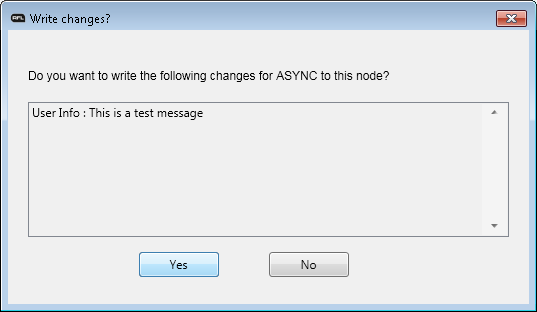 Write changes?
Do you want to write the following changes for ASYNC to this node?
User Info : This is a test message
Yes No